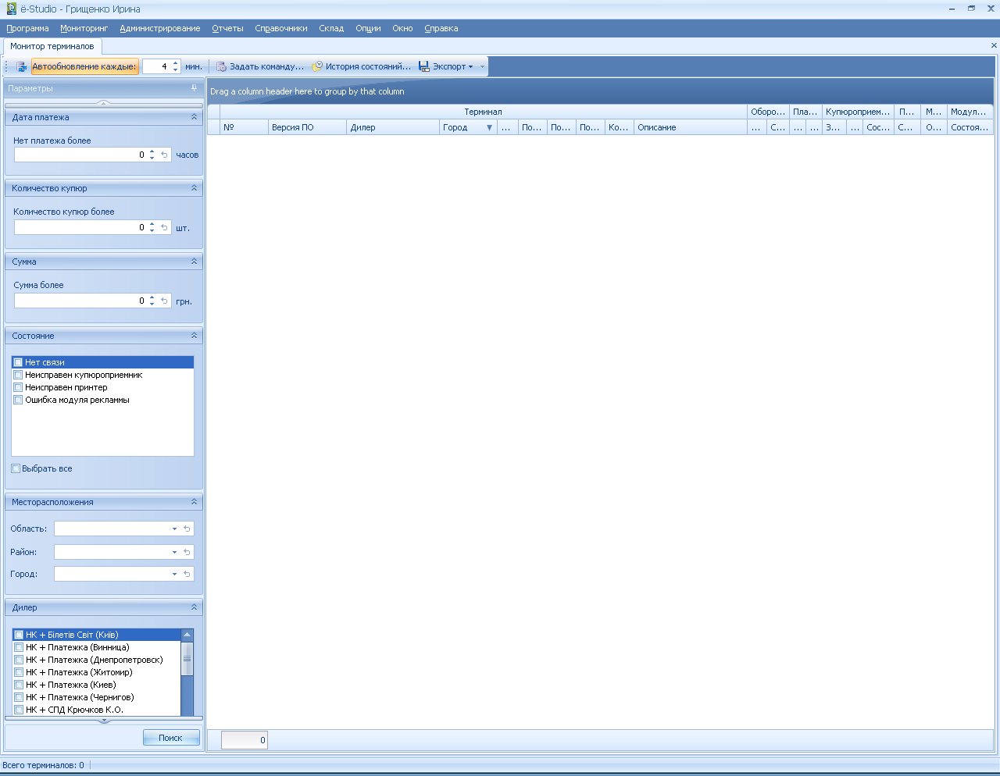 ё-Studio - Грищенко Ирина
Программа Мониторинг Администрирование Отчеты Справочники Склад Опции Окно Справка
Монитор терминалов
Автообновление каждые: 4 мин. Задать команду... История состояний... Экспорт
Параметры
Drag a column header here to group by that column
Терминал Оборо... Пла... Купюроприем... П... М... Модул...
№ Версия ПО Дилер Город ... По... По... По... Ко... Описание ... С... ... ... З... ... Сос... С... О... Состоя...
Дата платежа
Нет платежа более
0 часов
Количество купюр
Количество купюр более
0 шт.
Сумма
Сумма более
0 грн.
Состояние
Нет связи
Неисправен купюроприемник
Неисправен принтер
Ошибка модуля рекламмы
Выбрать все
Месторасположения
Область:
Район:
Город:
Дилер
НК + Білетів Світ (Київ)
НК + Платежка (Винница)
НК + Платежка (Днепропетровск)
НК + Платежка (Житомир)
НК + Платежка (Киев)
НК + Платежка (Чернигов)
НК + СПД Крючков К.О.
Поиск
0
Всего терминалов: 0